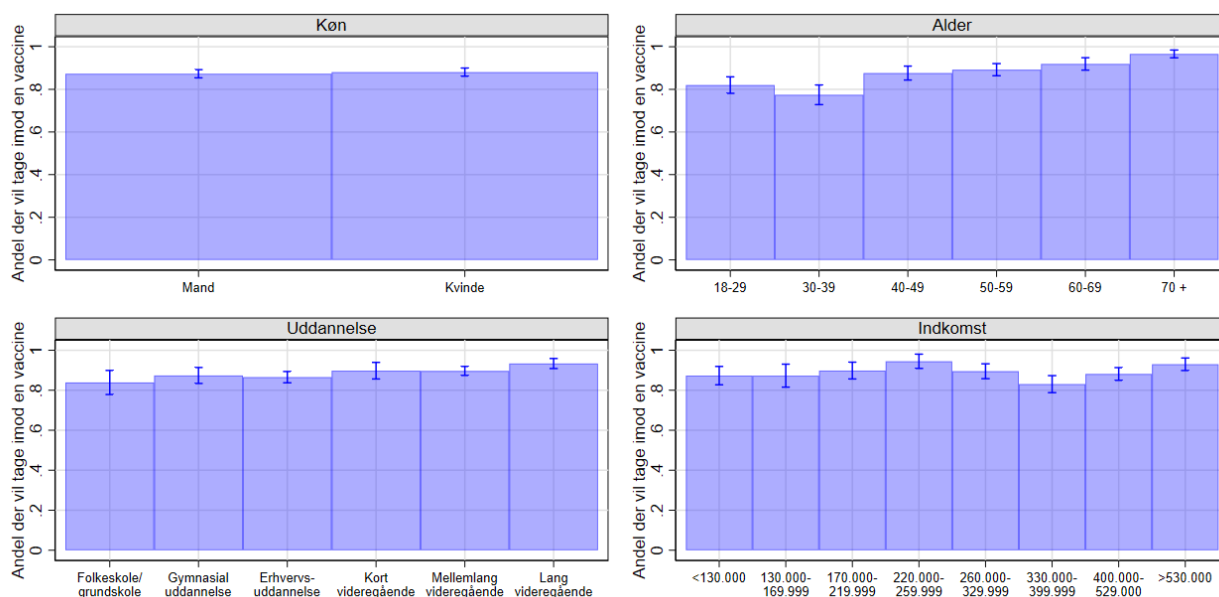 Køn
Andel der vil tage imod en vaccine
1
.8
.6
.4
.2
0
Mand
Kvinde
Alder
Andel der vil tage imod en vaccine
1
.8
.6
.4
.2
0
18-29
30-39
40-49
50-59
60-69
70 +
Uddannelse
Andel der vil tage imod en vaccine
1
.8
.6
.4
.2
0
Folkeskole/
grundskole
Gymnasial
uddannelse
Erhvervs-
uddannelse
Kort
videregående
Mellemlang
videregående
Lang
videregående
Indkomst
Andel der vil tage imod en vaccine
1
.8
.6
.4
.2
0
<130.000
130.000-
169.999
170.000-
219.999
220.000-
259.999
260.000-
329.999
330.000-
399.999
400.000-
529.000
>530.000